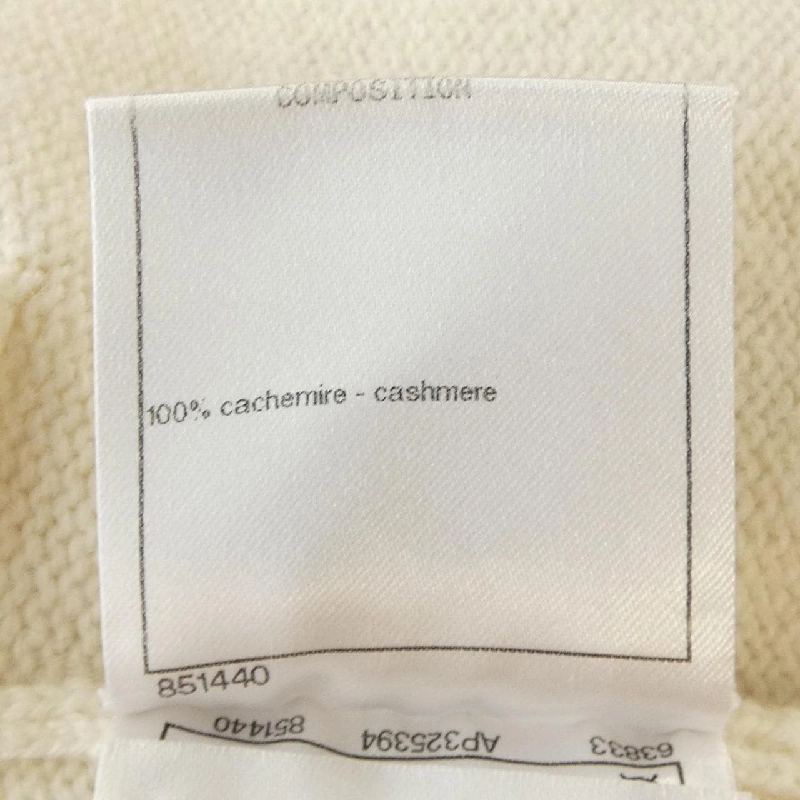 COMPOSITION
100% cachemire - cashmere
851440
63833 AP325394 851440